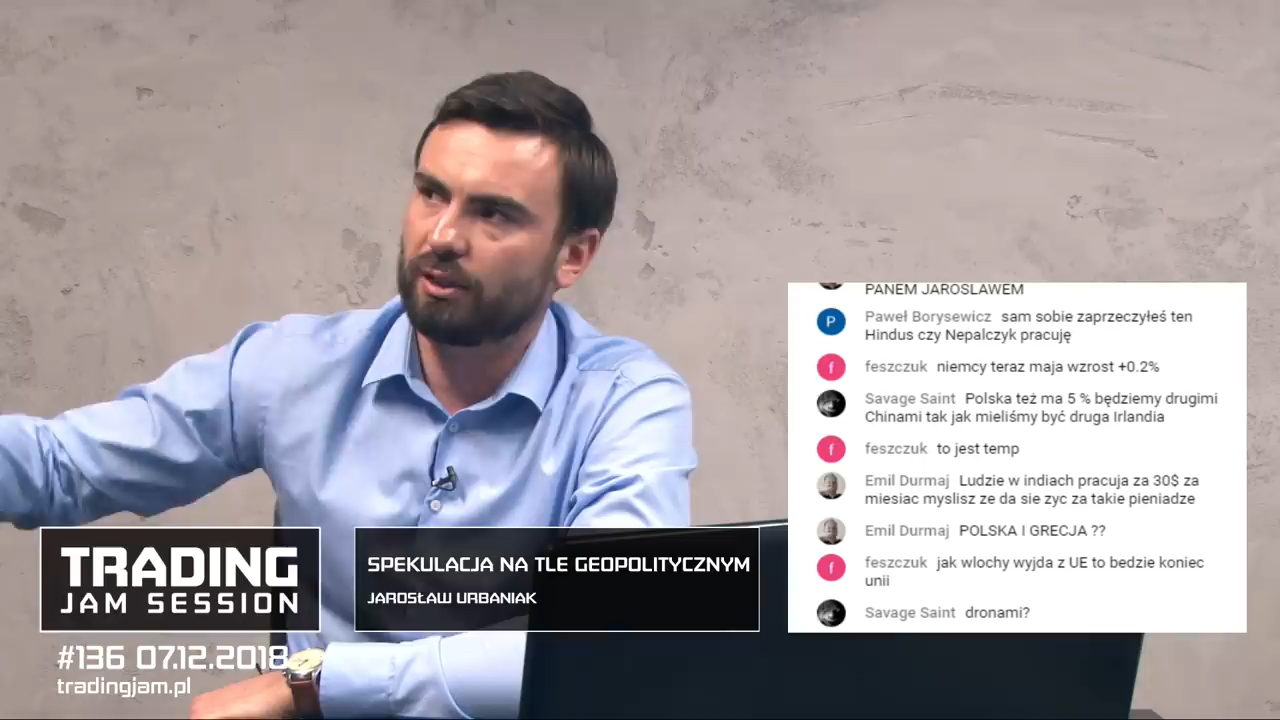 TRADING
JAM SESSION
#136 07.12.2018
tradingjam.pl
SPEKULACJA NA TLE GEOPOLITYCZNYM
JAROSŁAW URBANIAK
PANEM JAROSLAWEM
P Paweł Borysewicz sam sobie zaprzeczyłeś ten
Hindus czy Nepalczyk pracuję
f feszczuk niemcy teraz maja wzrost +0.2%
Savage Saint Polska też ma 5 % będziemy drugimi
Chinami tak jak mieliśmy być druga Irlandia
f feszczuk to jest temp
Emil Durmaj Ludzie w indiach pracuja za 30$ za
miesiac myslisz ze da sie zyc za takie pieniadze
Emil Durmaj POLSKA I GRECJA ??
f feszczuk jak wlochy wyjda z UE to bedzie koniec
unii
Savage Saint dronami?